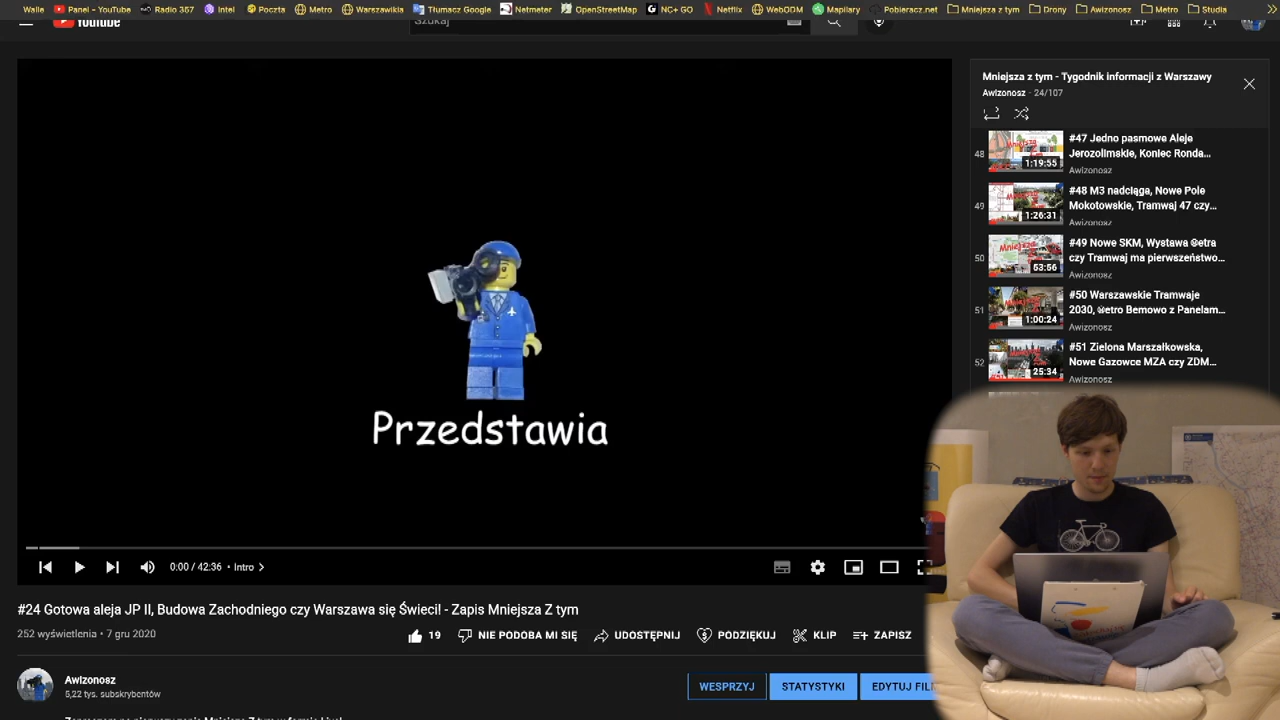 Walle Panel - YouTube Radio 357 Intel Poczta Metro Warszawikia Tłumacz Google Netmeter OpenStreetMap NC+ GO Netflix WebODM Mapilary Pobieracz.net Mniejsza z tym Drony Awizonosz Metro Studia
YouTube
Szukaj
Przedstawia
0:00 / 42:36 • Intro
#24 Gotowa aleja JP II, Budowa Zachodniego czy Warszawa się Świeci! - Zapis Mniejsza Z tym
252 wyświetlenia • 7 gru 2020
19 NIE PODOBA MI SIĘ UDOSTĘPNIJ PODZIĘKUJ KLIP ZAPISZ
Awizonosz
5,22 tys. subskrybentów
WESPRZYJ STATYSTYKI EDYTUJ
Mniejsza z tym - Tygodnik informacji z Warszawy
Awizonosz - 24/107
48
1:19:55
#47 Jedno pasmowe Aleje
Jerozolimskie, Koniec Ronda...
Awizonosz
49
1:26:31
#48 M3 nadciąga, Nowe Pole
Mokotowskie, Tramwaj 47 czy...
Awizonosz
50
Mniejsza
53:56
#49 Nowe SKM, Wystawa @etra
czy Tramwaj ma pierwszeństwo...
Awizonosz
51
1:00:24
#50 Warszawskie Tramwaje
2030, @etro Bemowo z Panelam...
Awizonosz
52
25:34
#51 Zielona Marszałkowska,
Nowe Gazowce MZA czy ZDM...
Awizonosz